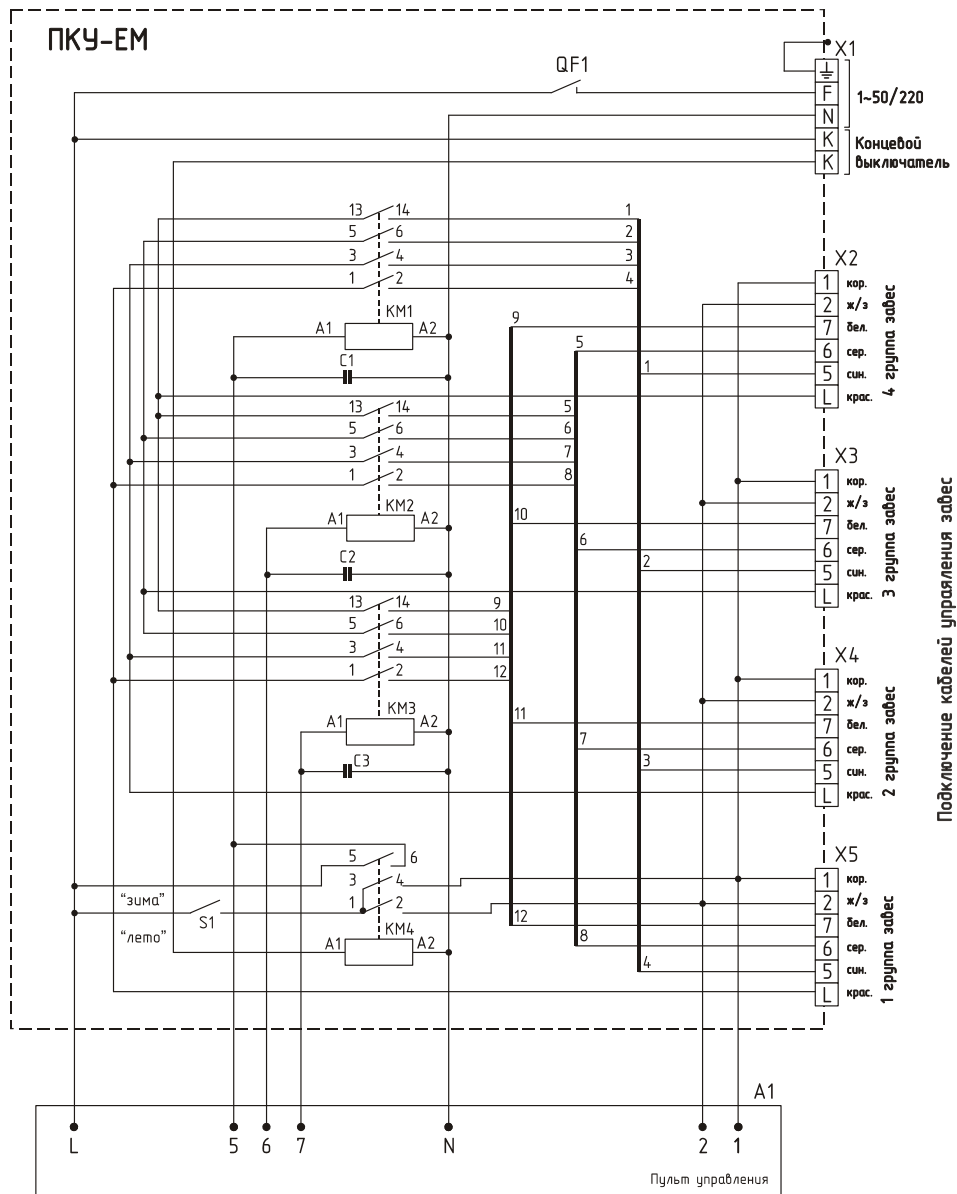 ПКУ-ЕМ
QF1
X1
F
N
K
K
1~50/220
Концевой
выключатель
13 14 1
5 6 2
3 4 3
1 2 4
KM1
A1 A2
C1
9
5
1
X2
1 кор.
2 ж/з
7 бел.
6 сер.
5 син.
L крас.
4 группа завес
13 14 5
5 6 6
3 4 7
1 2 8
KM2
A1 A2
C2
10
6
2
X3
1 кор.
2 ж/з
7 бел.
6 сер.
5 син.
L крас.
3 группа завес
13 14 9
5 6 10
3 4 11
1 2 12
KM3
A1 A2
C3
11
7
3
X4
1 кор.
2 ж/з
7 бел.
6 сер.
5 син.
L крас.
2 группа завес
Подключение кабелей упраяления завес
5 6
3 4
1 2
"зима"
S1
"лето"
KM4
A1 A2
12
8
4
X5
1 кор.
2 ж/з
7 бел.
6 сер.
5 син.
L крас.
1 группа завес
A1
L 5 6 7 N 2 1
Пульт управления